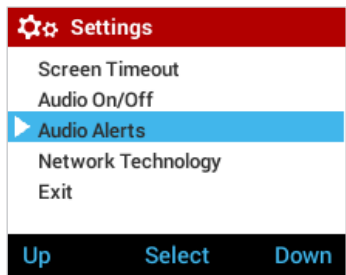 Settings
Screen Timeout
Audio On/Off
Audio Alerts
Network Technology
Exit
Up Select Down